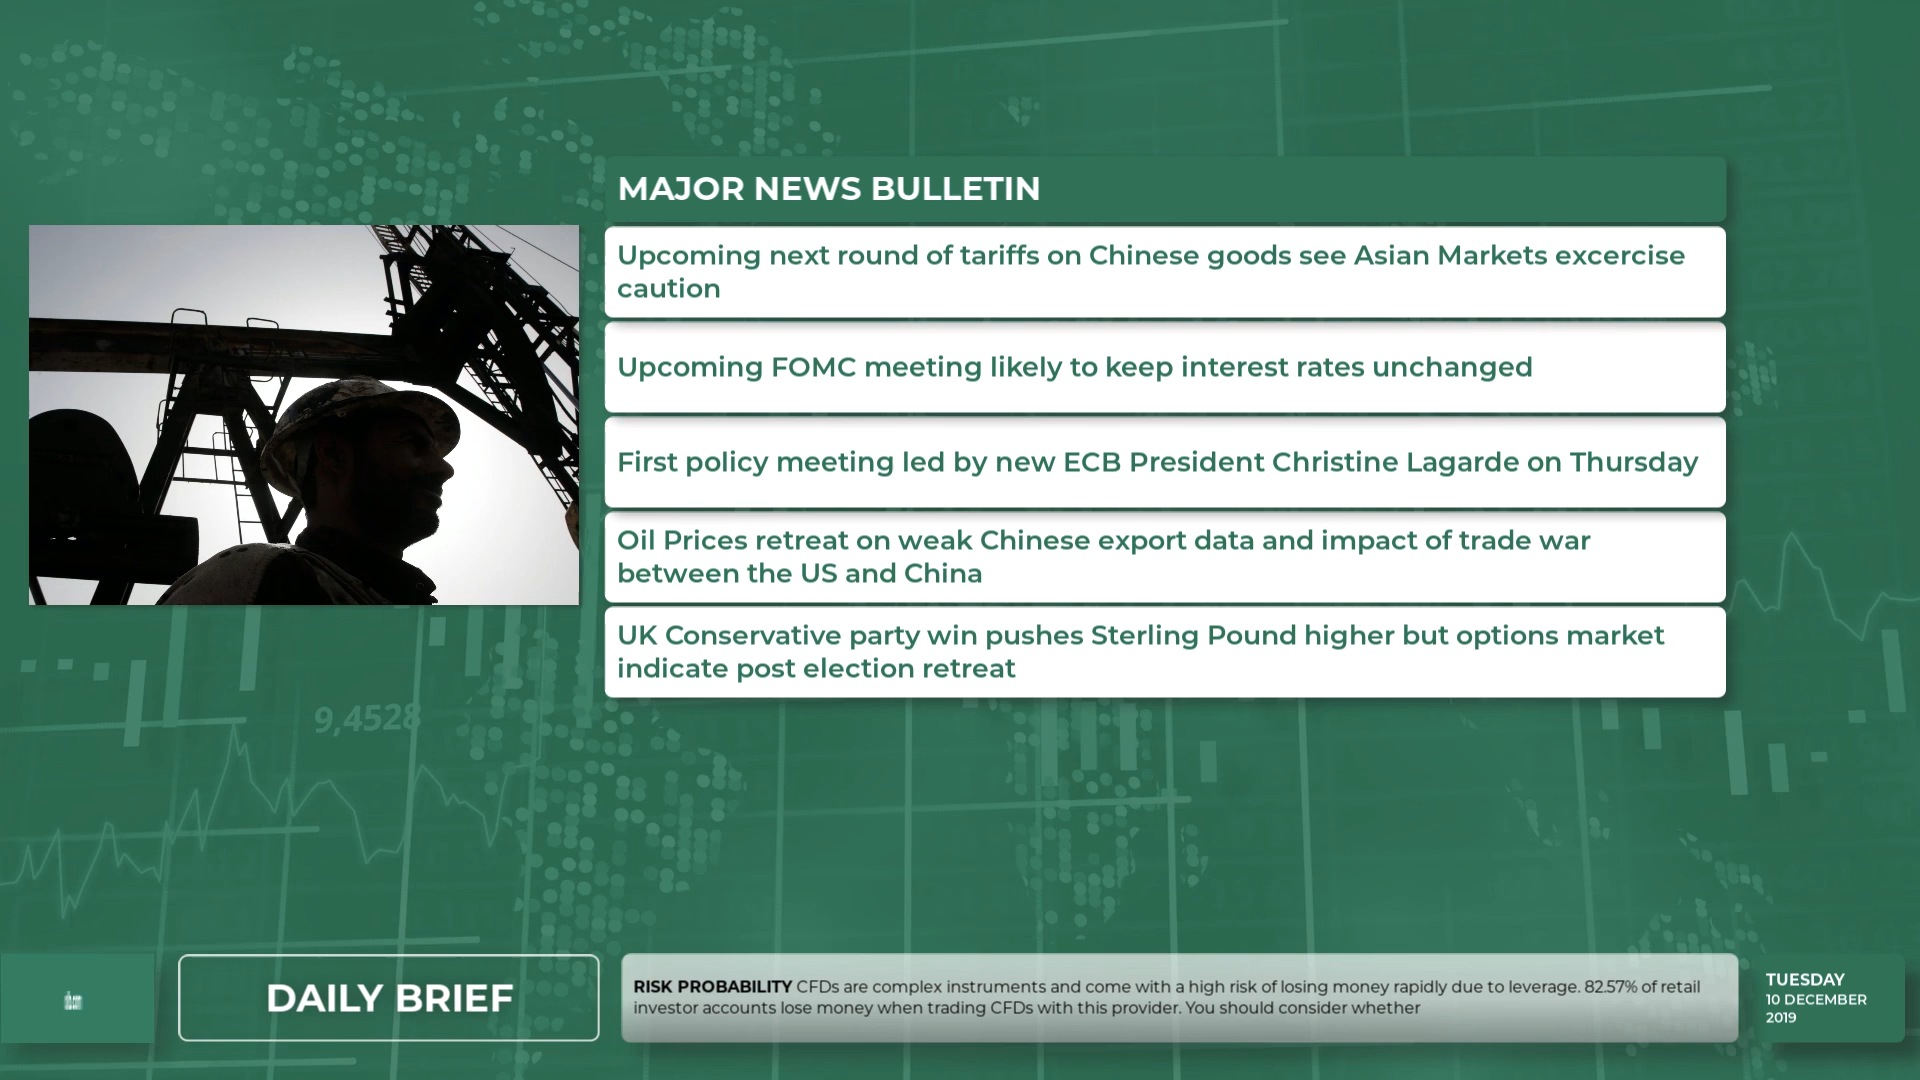 MAJOR NEWS BULLETIN
Upcoming next round of tariffs on Chinese goods see Asian Markets excercise
caution
Upcoming FOMC meeting likely to keep interest rates unchanged
First policy meeting led by new ECB President Christine Lagarde on Thursday
Oil Prices retreat on weak Chinese export data and impact of trade war
between the US and China
UK Conservative party win pushes Sterling Pound higher but options market
indicate post election retreat
9,4528
DAILY BRIEF
RISK PROBABILITY CFDs are complex instruments and come with a high risk of losing money rapidly due to leverage. 82.57% of retail
investor accounts lose money when trading CFDs with this provider. You should consider whether
TUESDAY
10 DECEMBER
2019